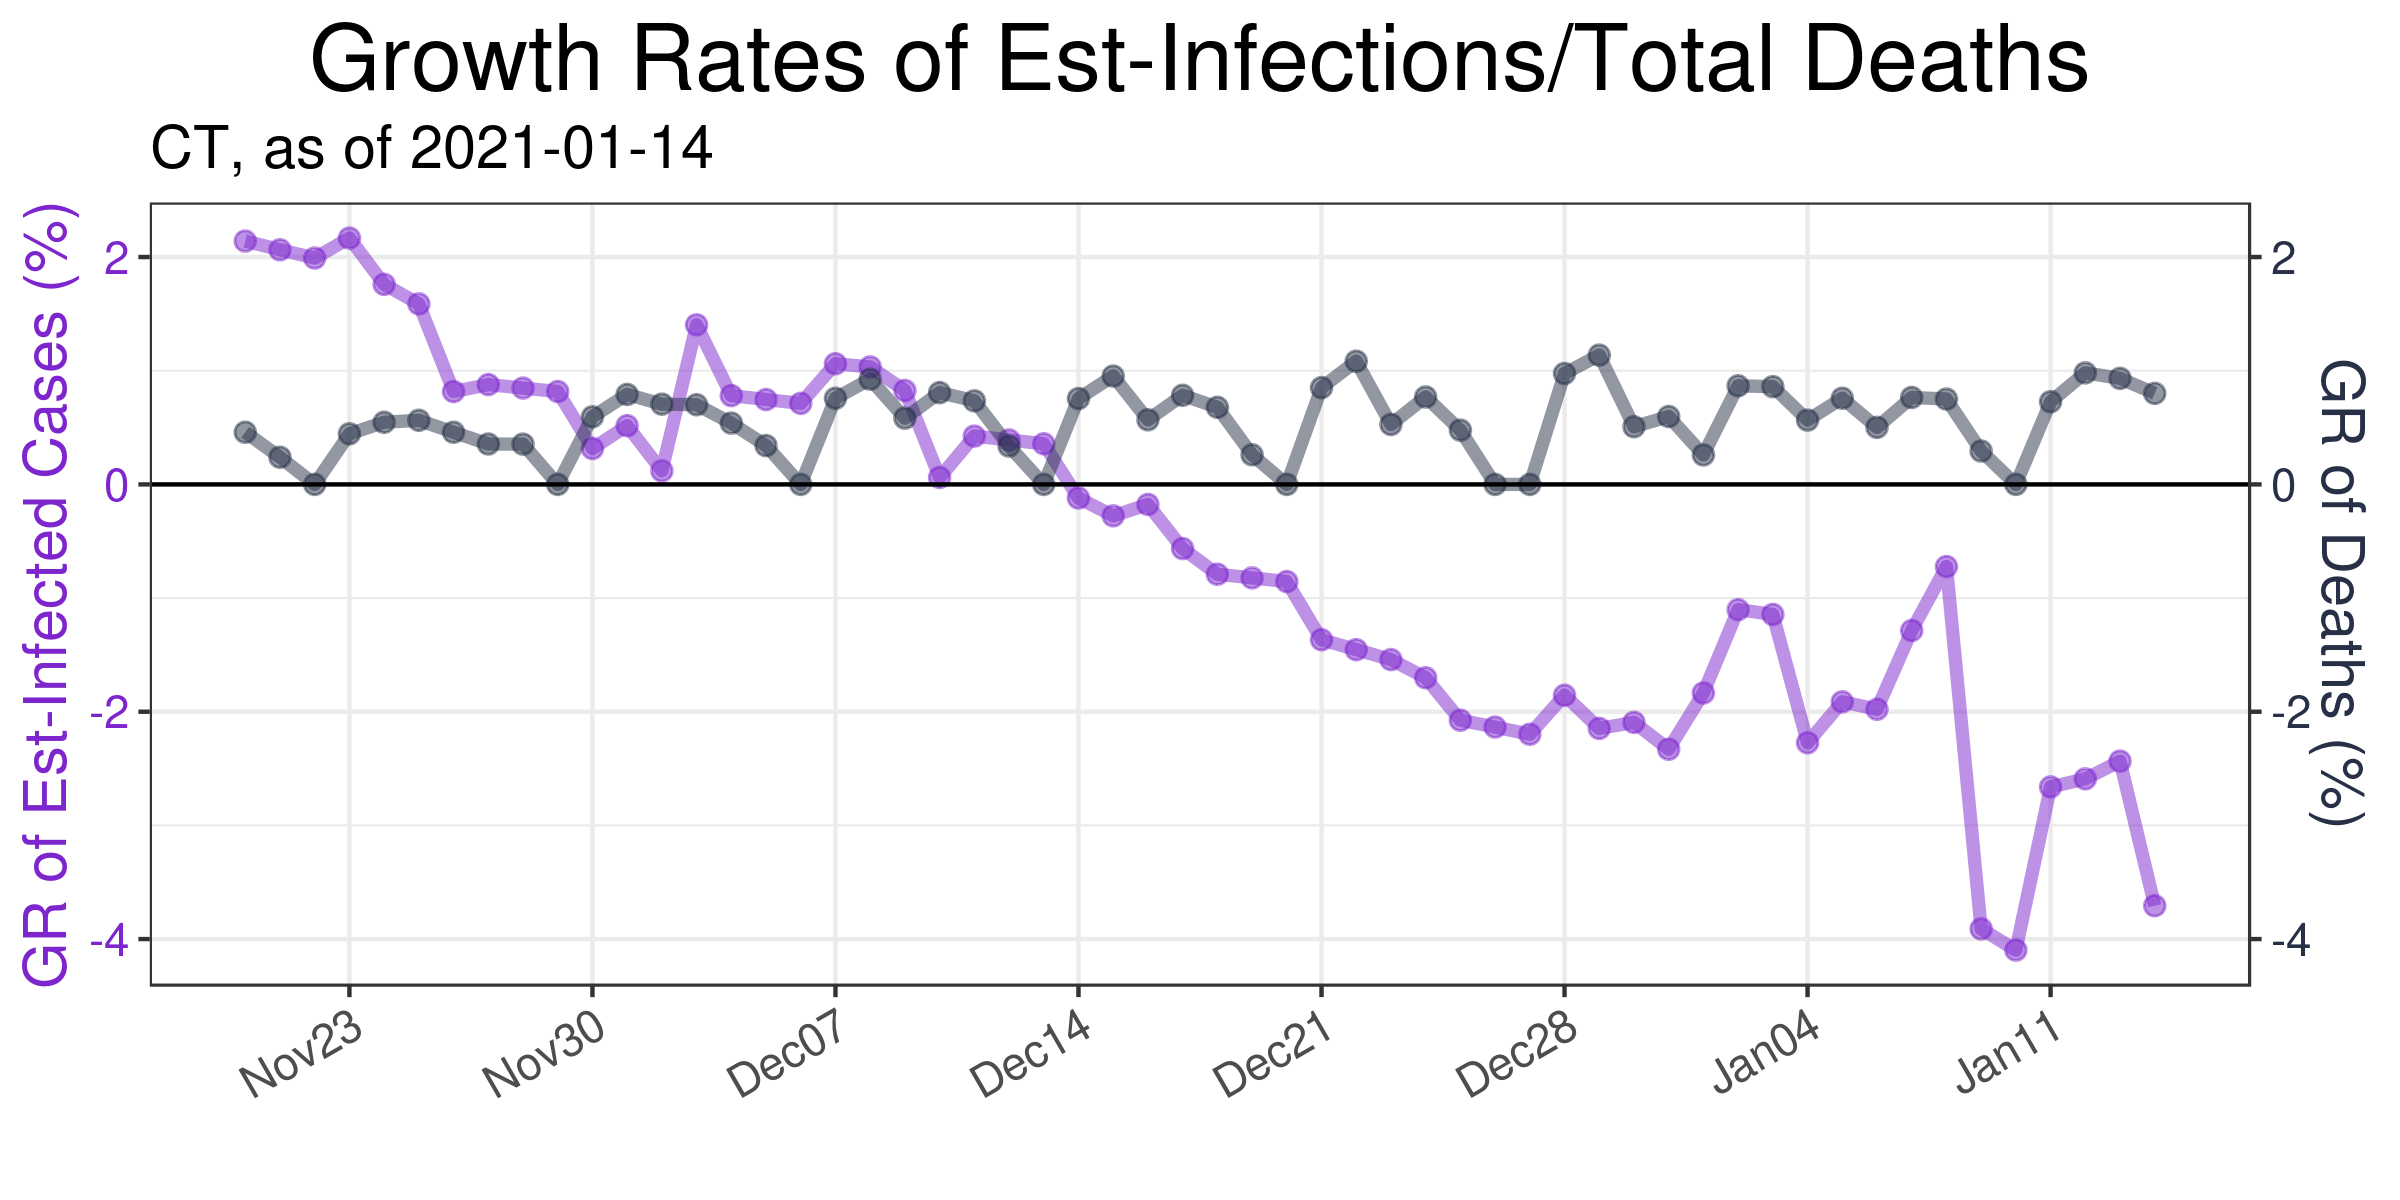 Growth Rates of Est-Infections/Total Deaths
CT, as of 2021-01-14
GR of Est-Infected Cases (%)
2
0
-2
-4
2
0
-2
-4
GR of Deaths (%)
Nov23
Nov30
Dec07
Dec14
Dec21
Dec28
Jan04
Jan11